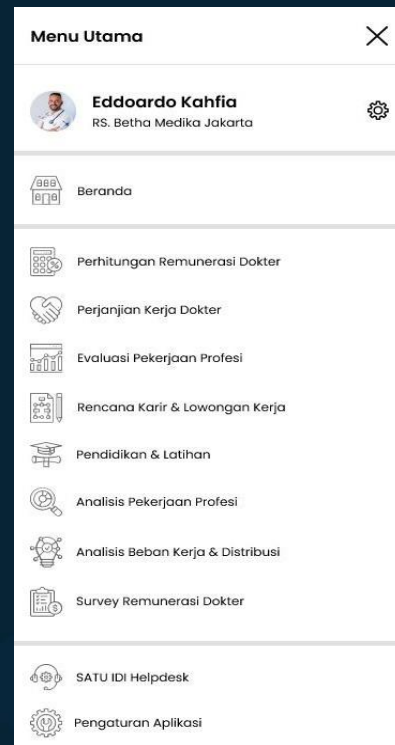 Menu Utama
Eddoardo Kahfia
RS. Betha Medika Jakarta
Beranda
Perhitungan Remunerasi Dokter
Perjanjian Kerja Dokter
Evaluasi Pekerjaan Profesi
Rencana Karir & Lowongan Kerja
Pendidikan & Latihan
Analisis Pekerjaan Profesi
Analisis Beban Kerja & Distribusi
Survey Remunerasi Dokter
SATU IDI Helpdesk
Pengaturan Aplikasi